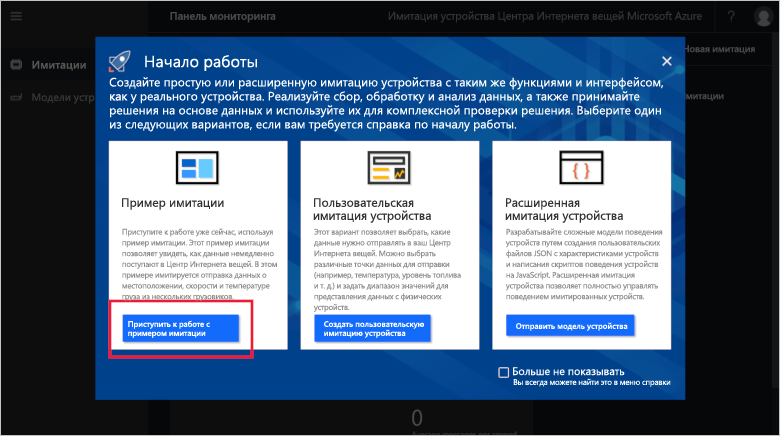 Панель мониторинга
Имитация устройства Центра Интернета вещей Microsoft Azure
?
Имитации
Модели устр
Новая имитация
митации
Начало работы
Создайте простую или расширенную имитацию устройства с таким же функциями и интерфейсом,
как у реального устройства. Реализуйте сбор, обработку и анализ данных, а также принимайте
решения на основе данных и используйте их для комплексной проверки решения. Выберите один
из следующих вариантов, если вам требуется справка по началу работы.
Пример имитации
Приступите к работе уже сейчас, используя
пример имитации. Этот пример имитации
позволяет увидеть, как данные немедленно
поступают в Центр Интернета вещей. В этом
примере имитируется отправка данных о
местоположении, скорости и температуре
груза из нескольких грузовиков.
Приступить к работе с
примером имитации
Пользовательская
имитация устройства
Этот вариант позволяет выбрать, какие
данные нужно отправлять в ваш Центр
Интернета вещей. Можно выбрать
различные точки данных для отправки
(например, температура, уровень топлива
и т. д.) и задать диапазон значений для
представления данных с физических
устройств.
Создать пользовательскую
имитацию устройства
Расширенная
имитация устройства
Разрабатывайте сложные модели поведения
устройств путем создания пользовательских
файлов JSON с характеристиками устройств
и написания скриптов поведения устройств
на JavaScript. Расширенная имитация
устройства позволяет полностью управлять
поведением имитированных устройств.
Отправить модель устройства
Больше не показывать
Вы всегда можете найти это в меню справки
0